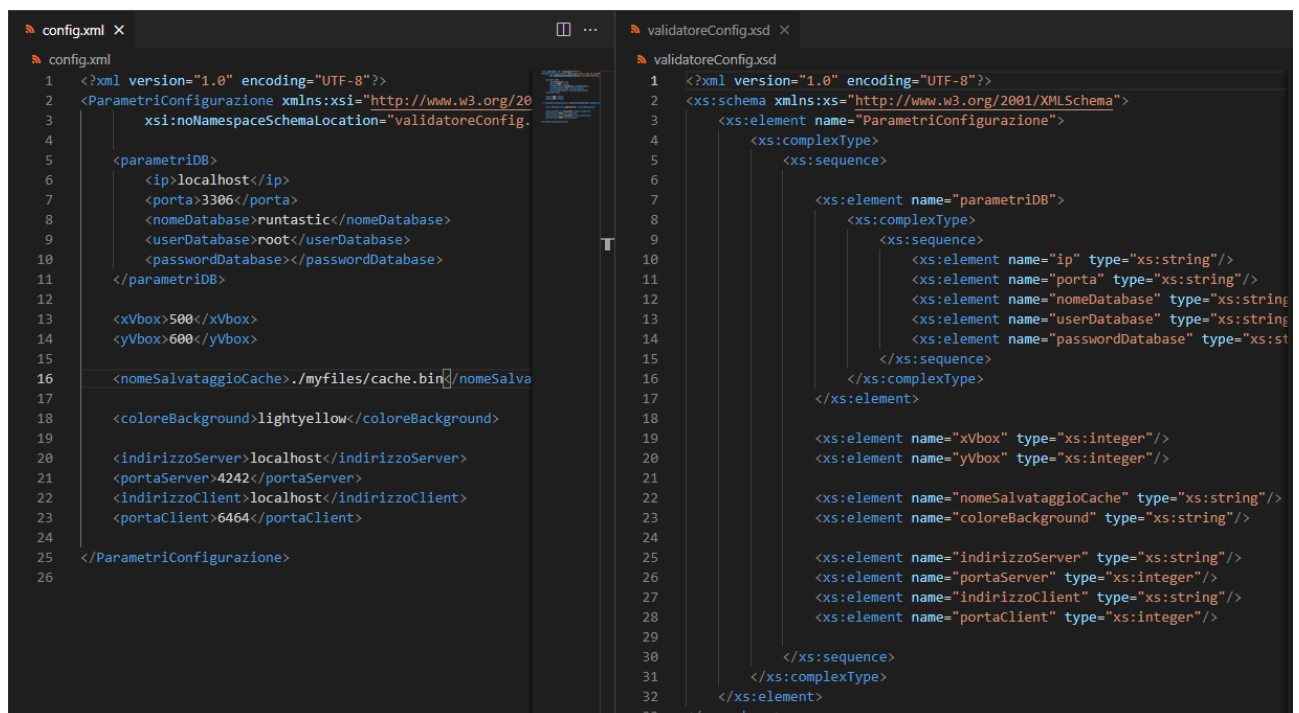 config.xml
config.xml
1 <?xml version="1.0" encoding="UTF-8"?>
2 <ParametriConfigurazione xmlns:xsi="http://www.w3.org/20
3 xsi:noNamespaceSchemaLocation="validatoreConfig.
4
5 <parametriDB>
6 <ip>localhost</ip>
7 <porta>3306</porta>
8 <nomeDatabase>runtastic</nomeDatabase>
9 <userDatabase>root</userDatabase>
10 <passwordDatabase></passwordDatabase>
11 </parametriDB>
12
13 <xVbox>500</xVbox>
14 <yVbox>600</yVbox>
15
16 <nomeSalvataggioCache>./myfiles/cache.bin</nomeSalva
17
18 <coloreBackground>lightyellow</coloreBackground>
19
20 <indirizzoServer>localhost</indirizzoServer>
21 <portaServer>4242</portaServer>
22 <indirizzoClient>localhost</indirizzoClient>
23 <portaClient>6464</portaClient>
24
25 </ParametriConfigurazione>
26
validatoreConfig.xsd
validatoreConfig.xsd
1 <?xml version="1.0" encoding="UTF-8"?>
2 <xs:schema xmlns:xs="http://www.w3.org/2001/XMLSchema">
3 <xs:element name="ParametriConfigurazione">
4 <xs:complexType>
5 <xs:sequence>
6
7 <xs:element name="parametriDB">
8 <xs:complexType>
9 <xs:sequence>
10 <xs:element name="ip" type="xs:string"/>
11 <xs:element name="porta" type="xs:string"/>
12 <xs:element name="nomeDatabase" type="xs:string
13 <xs:element name="userDatabase" type="xs:string
14 <xs:element name="passwordDatabase" type="xs:st
15 </xs:sequence>
16 </xs:complexType>
17 </xs:element>
18
19 <xs:element name="xVbox" type="xs:integer"/>
20 <xs:element name="yVbox" type="xs:integer"/>
21
22 <xs:element name="nomeSalvataggioCache" type="xs:string"/>
23 <xs:element name="coloreBackground" type="xs:string"/>
24
25 <xs:element name="indirizzoServer" type="xs:string"/>
26 <xs:element name="portaServer" type="xs:integer"/>
27 <xs:element name="indirizzoClient" type="xs:string"/>
28 <xs:element name="portaClient" type="xs:integer"/>
29
30 </xs:sequence>
31 </xs:complexType>
32 </xs:element>